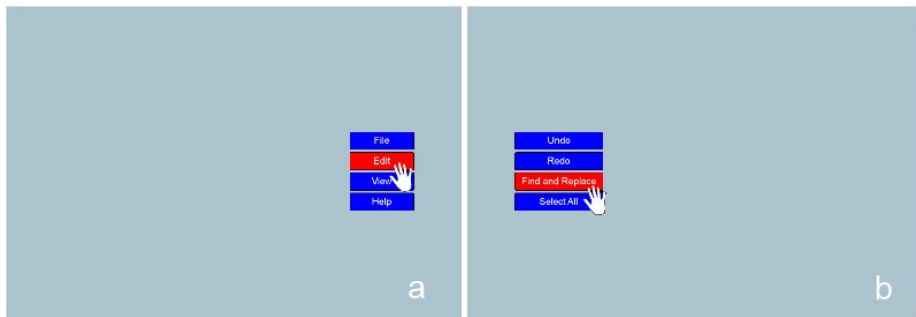 File
Edit
View
Help
a
Undo
Redo
Find and Replace
Select All
b